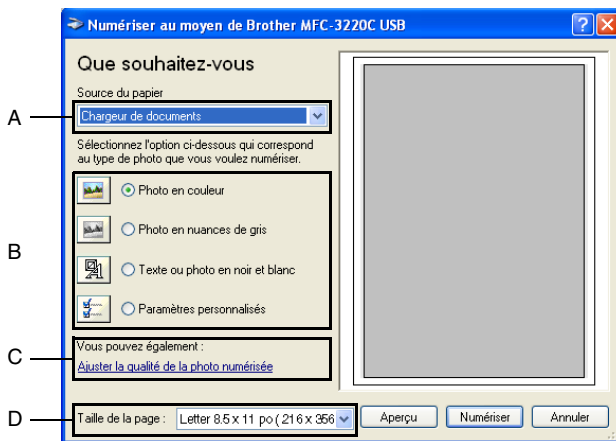 Numériser au moyen de Brother MFC-3220C USB
Que souhaitez-vous
Source du papier
A
Chargeur de documents
Sélectionnez l'option ci-dessous qui correspond
au type de photo que vous voulez numériser.
B
Photo en couleur
Photo en nuances de gris
Texte ou photo en noir et blanc
Paramètres personnalisés
C
Vous pouvez également :
Ajuster la qualité de la photo numérisée
D
Taille de la page : Letter 8.5 x 11 po ( 216 x 356 Aperçu Numériser Annuler